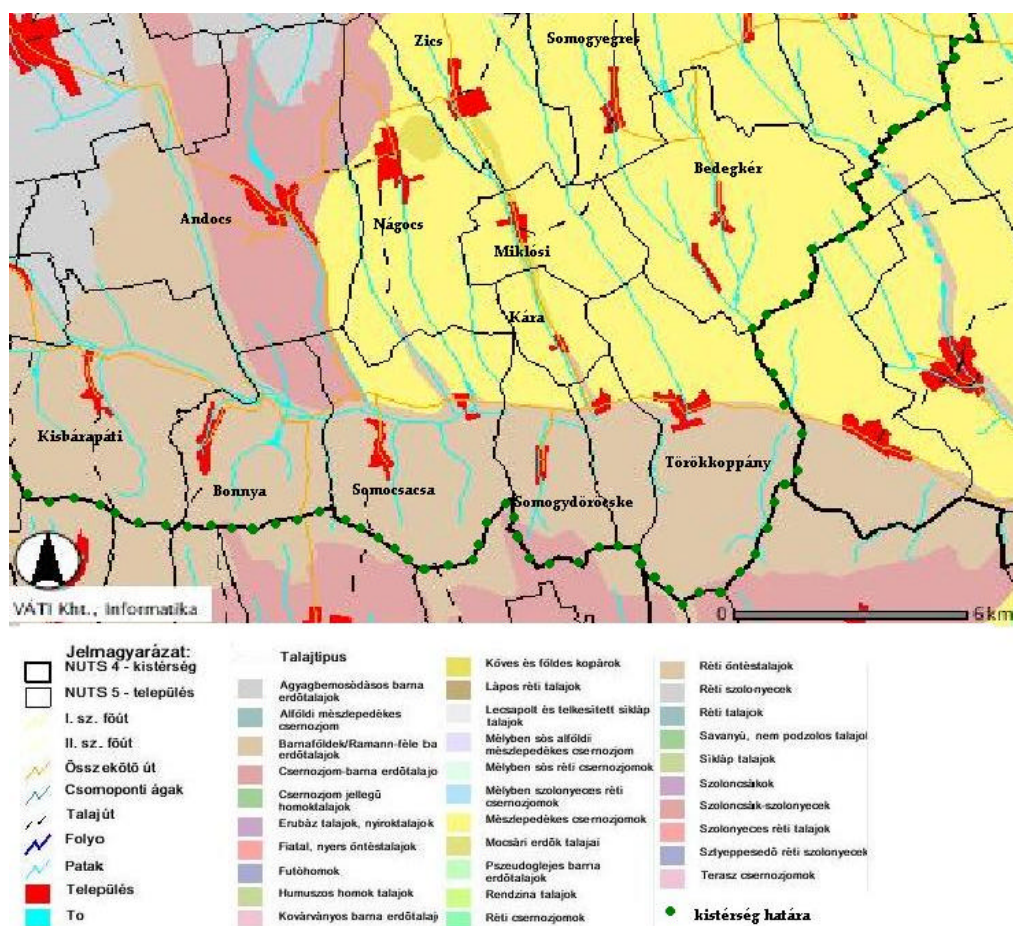 Zics
Somogyegres
Bedegkér
Andocs
Nágocs
Miklósi
Kára
Kisbárapáti
Bonnya
Somocsacsa
Somogydöröcske
Törökkoppány
VÁTI Kht., Informatika
0 6 km
Jelmagyarázat:
NUTS 4 - kistérség
NUTS 5 - település
I. sz. főút
II. sz. főút
Összekötő út
Csomoponti ágak
Talajút
Folyo
Patak
Település
To
Talajtipus
Agyagbemosódásos barna
erdőtalajok
Alföldi mészlepedékes
csernozjom
Barnaföldek/Ramann-féle ba
erdőtalajok
Csernozjom-barna erdőtalajo
Csernozjom jellegű
homoktalajok
Erubáz talajok, nyiroktalajok
Fiatal, nyers öntéstalajok
Futóhomok
Humuszos homok talajok
Kovárványos barna erdőtalaj
Köves és földes kopárok
Lápos réti talajok
Lecsapolt és telkesített síkláp
talajok
Mélyben sós alföldi
mészlepedékes csernozjom
Mélyben sós réti csernozjomok
Mélyben szolonyeces réti
csernozjomok
Mészlepedékes csernozjomok
Mocsári erdők talajai
Pszeudoglejes barna
erdőtalajok
Rendzina talajok
Réti csernozjomok
Réti öntéstalajok
Réti szolonyecek
Réti talajok
Savanyú, nem podzolos talajol
Síkláp talajok
Szoloncsákok
Szoloncsák-szolonyecek
Szolonyeces réti talajok
Sztyeppesedő réti szolonyecek
Terasz csernozjomok
kistérség határa